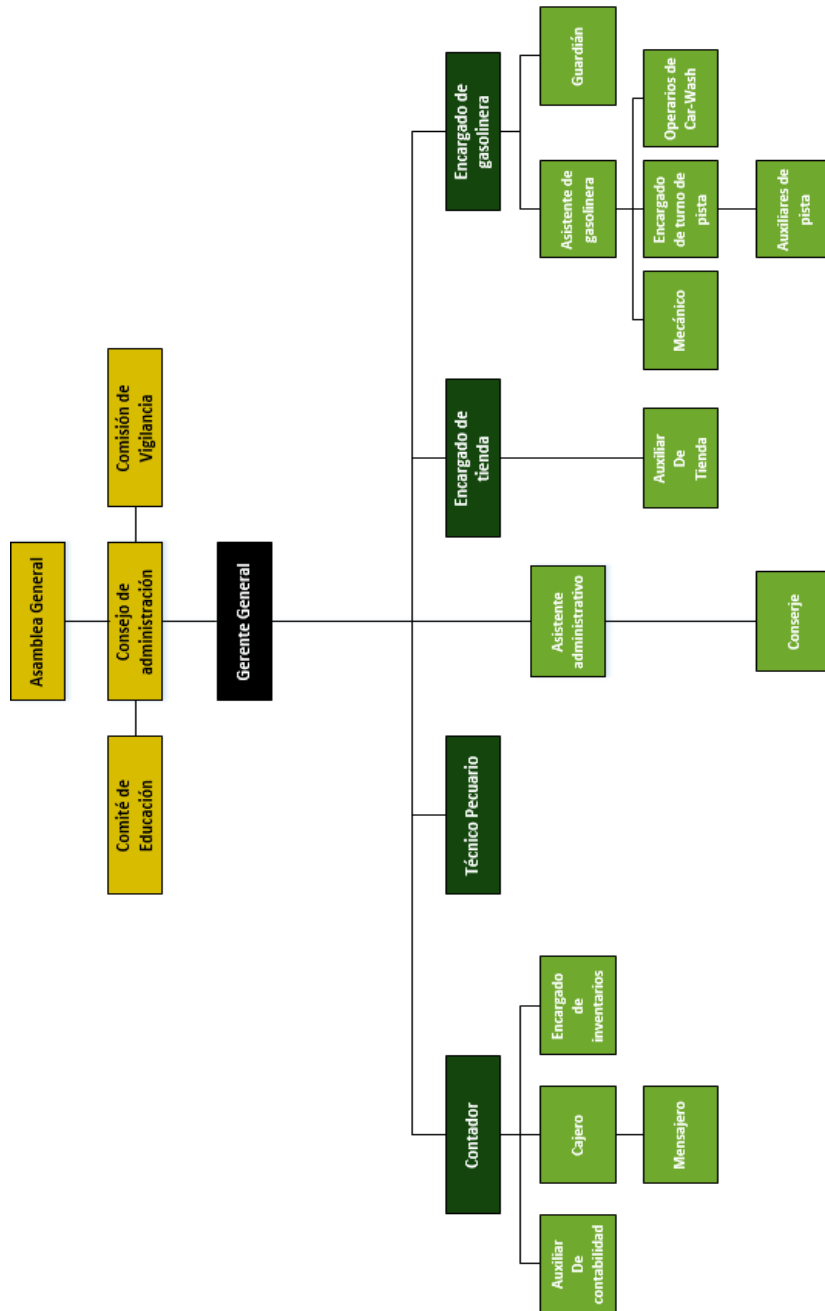 Asamblea General
Comité de
Educación
Consejo de
administración
Comisión de
Vigilancia
Gerente General
Contador
Técnico Pecuario
Encargado de
tienda
Encargado de
gasolinera
Asistente
administrativo
Auxiliar
De
contabilidad
Cajero
Encargado
de
inventarios
Asistente de
gasolinera
Guardián
Mensajero
Auxiliar
De
Tienda
Mecánico
Encargado
de turno de
pista
Operarios de
Car-Wash
Conserje
Auxiliares de
pista